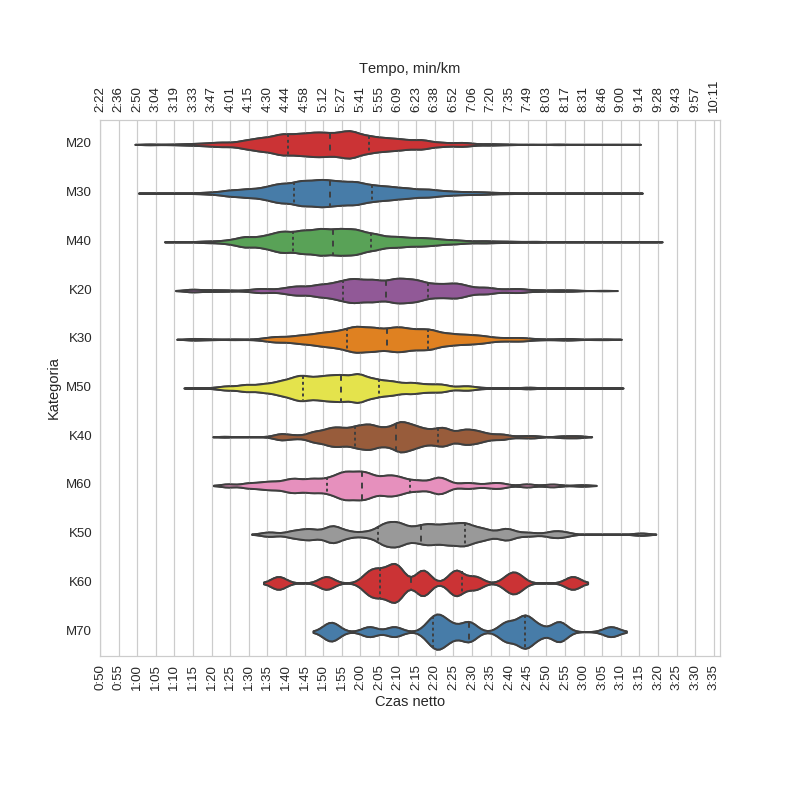 Tempo, min/km
2:22 2:36 2:50 3:04 3:19 3:33 3:47 4:01 4:15 4:30 4:44 4:58 5:12 5:27 5:41 5:55 6:09 6:23 6:38 6:52 7:06 7:20 7:35 7:49 8:03 8:17 8:31 8:46 9:00 9:14 9:28 9:43 9:57 10:11
M20
M30
M40
K20
K30
M50
K40
M60
K50
K60
M70
Kategoria
0:50 0:55 1:00 1:05 1:10 1:15 1:20 1:25 1:30 1:35 1:40 1:45 1:50 1:55 2:00 2:05 2:10 2:15 2:20 2:25 2:30 2:35 2:40 2:45 2:50 2:55 3:00 3:05 3:10 3:15 3:20 3:25 3:30 3:35
Czas netto